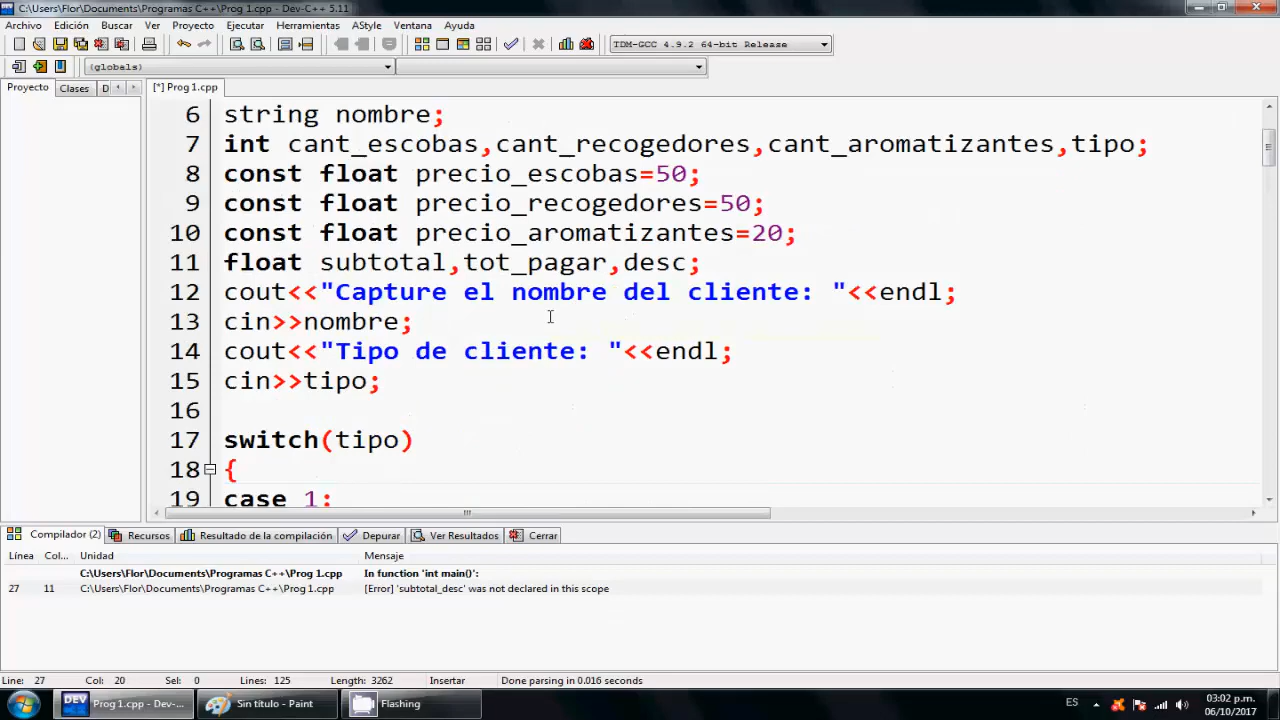 C:\Users\Flor\Documents\Programas C++\Prog 1.cpp - Dev-C++ 5.11
Archivo Edición Buscar Ver Proyecto Ejecutar Herramientas AStyle Ventana Ayuda
TDM-GCC 4.9.2 64-bit Release
(globals)
Proyecto Clases D [*] Prog 1.cpp
6 string nombre;
7 int cant_escobas,cant_recogedores,cant_aromatizantes,tipo;
8 const float precio_escobas=50;
9 const float precio_recogedores=50;
10 const float precio_aromatizantes=20;
11 float subtotal,tot_pagar,desc;
12 cout<<"Capture el nombre del cliente: "<<endl;
13 cin>>nombre;
14 cout<<"Tipo de cliente: "<<endl;
15 cin>>tipo;
16
17 switch(tipo)
18 {
19 case 1:
Compilador (2) Recursos Resultado de la compilación Depurar Ver Resultados Cerrar
Línea Col... Unidad Mensaje
C:\Users\Flor\Documents\Programas C++\Prog 1.cpp In function 'int main()':
27 11 C:\Users\Flor\Documents\Programas C++\Prog 1.cpp [Error] 'subtotal_desc' was not declared in this scope
Line: 27 Col: 20 Sel: 0 Lines: 125 Length: 3262 Insertar Done parsing in 0.016 seconds
DEV Prog 1.cpp - Dev-... Sin título - Paint Flashing ES 03:02 p.m.
06/10/2017